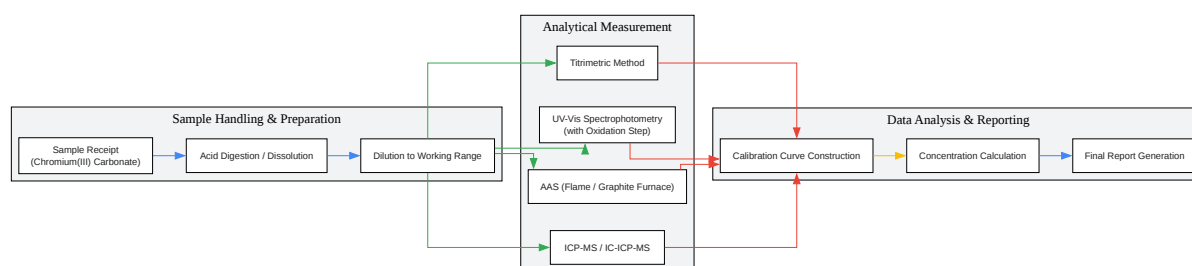 Sample Handling & Preparation
Sample Receipt
(Chromium(III) Carbonate)
Acid Digestion / Dissolution
Dilution to Working Range
Analytical Measurement
Titrimetric Method
UV-Vis Spectrophotometry
(with Oxidation Step)
AAS (Flame / Graphite Furnace)
ICP-MS / IC-ICP-MS
Data Analysis & Reporting
Calibration Curve Construction
Concentration Calculation
Final Report Generation